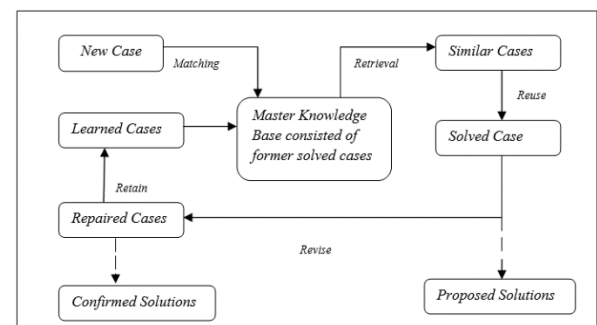 New Case
Matching
Retrieval
Similar Cases
Reuse
Learned Cases
Master Knowledge
Base consisted of
former solved cases
Solved Case
Retain
Repaired Cases
Revise
Confirmed Solutions
Proposed Solutions